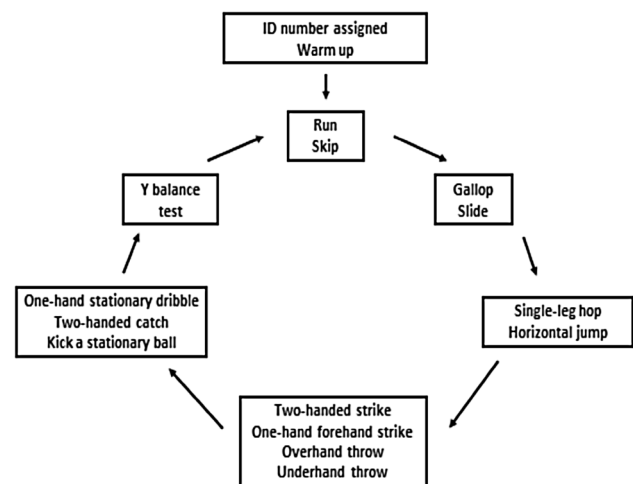 ID number assigned
Warm up
Run
Skip
Gallop
Slide
Single-leg hop
Horizontal jump
Two-handed strike
One-hand forehand strike
Overhand throw
Underhand throw
One-hand stationary dribble
Two-handed catch
Kick a stationary ball
Y balance
test